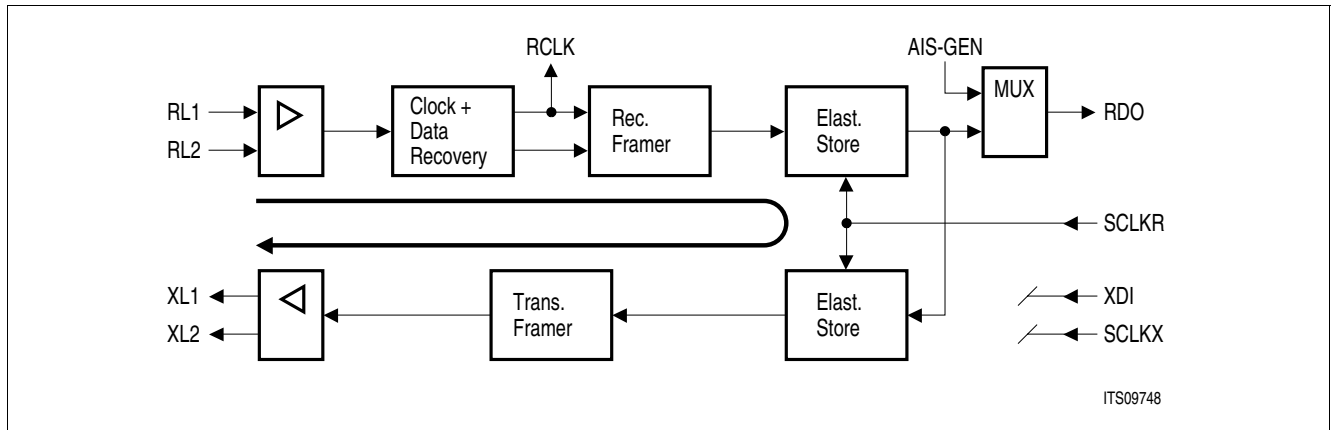 RCLK
AIS-GEN
RL1
RL2
Clock +
Data
Recovery
Rec.
Framer
Elast.
Store
MUX
RDO
SCLKR
XL1
XL2
Trans.
Framer
Elast.
Store
XDI
SCLKX
ITS09748